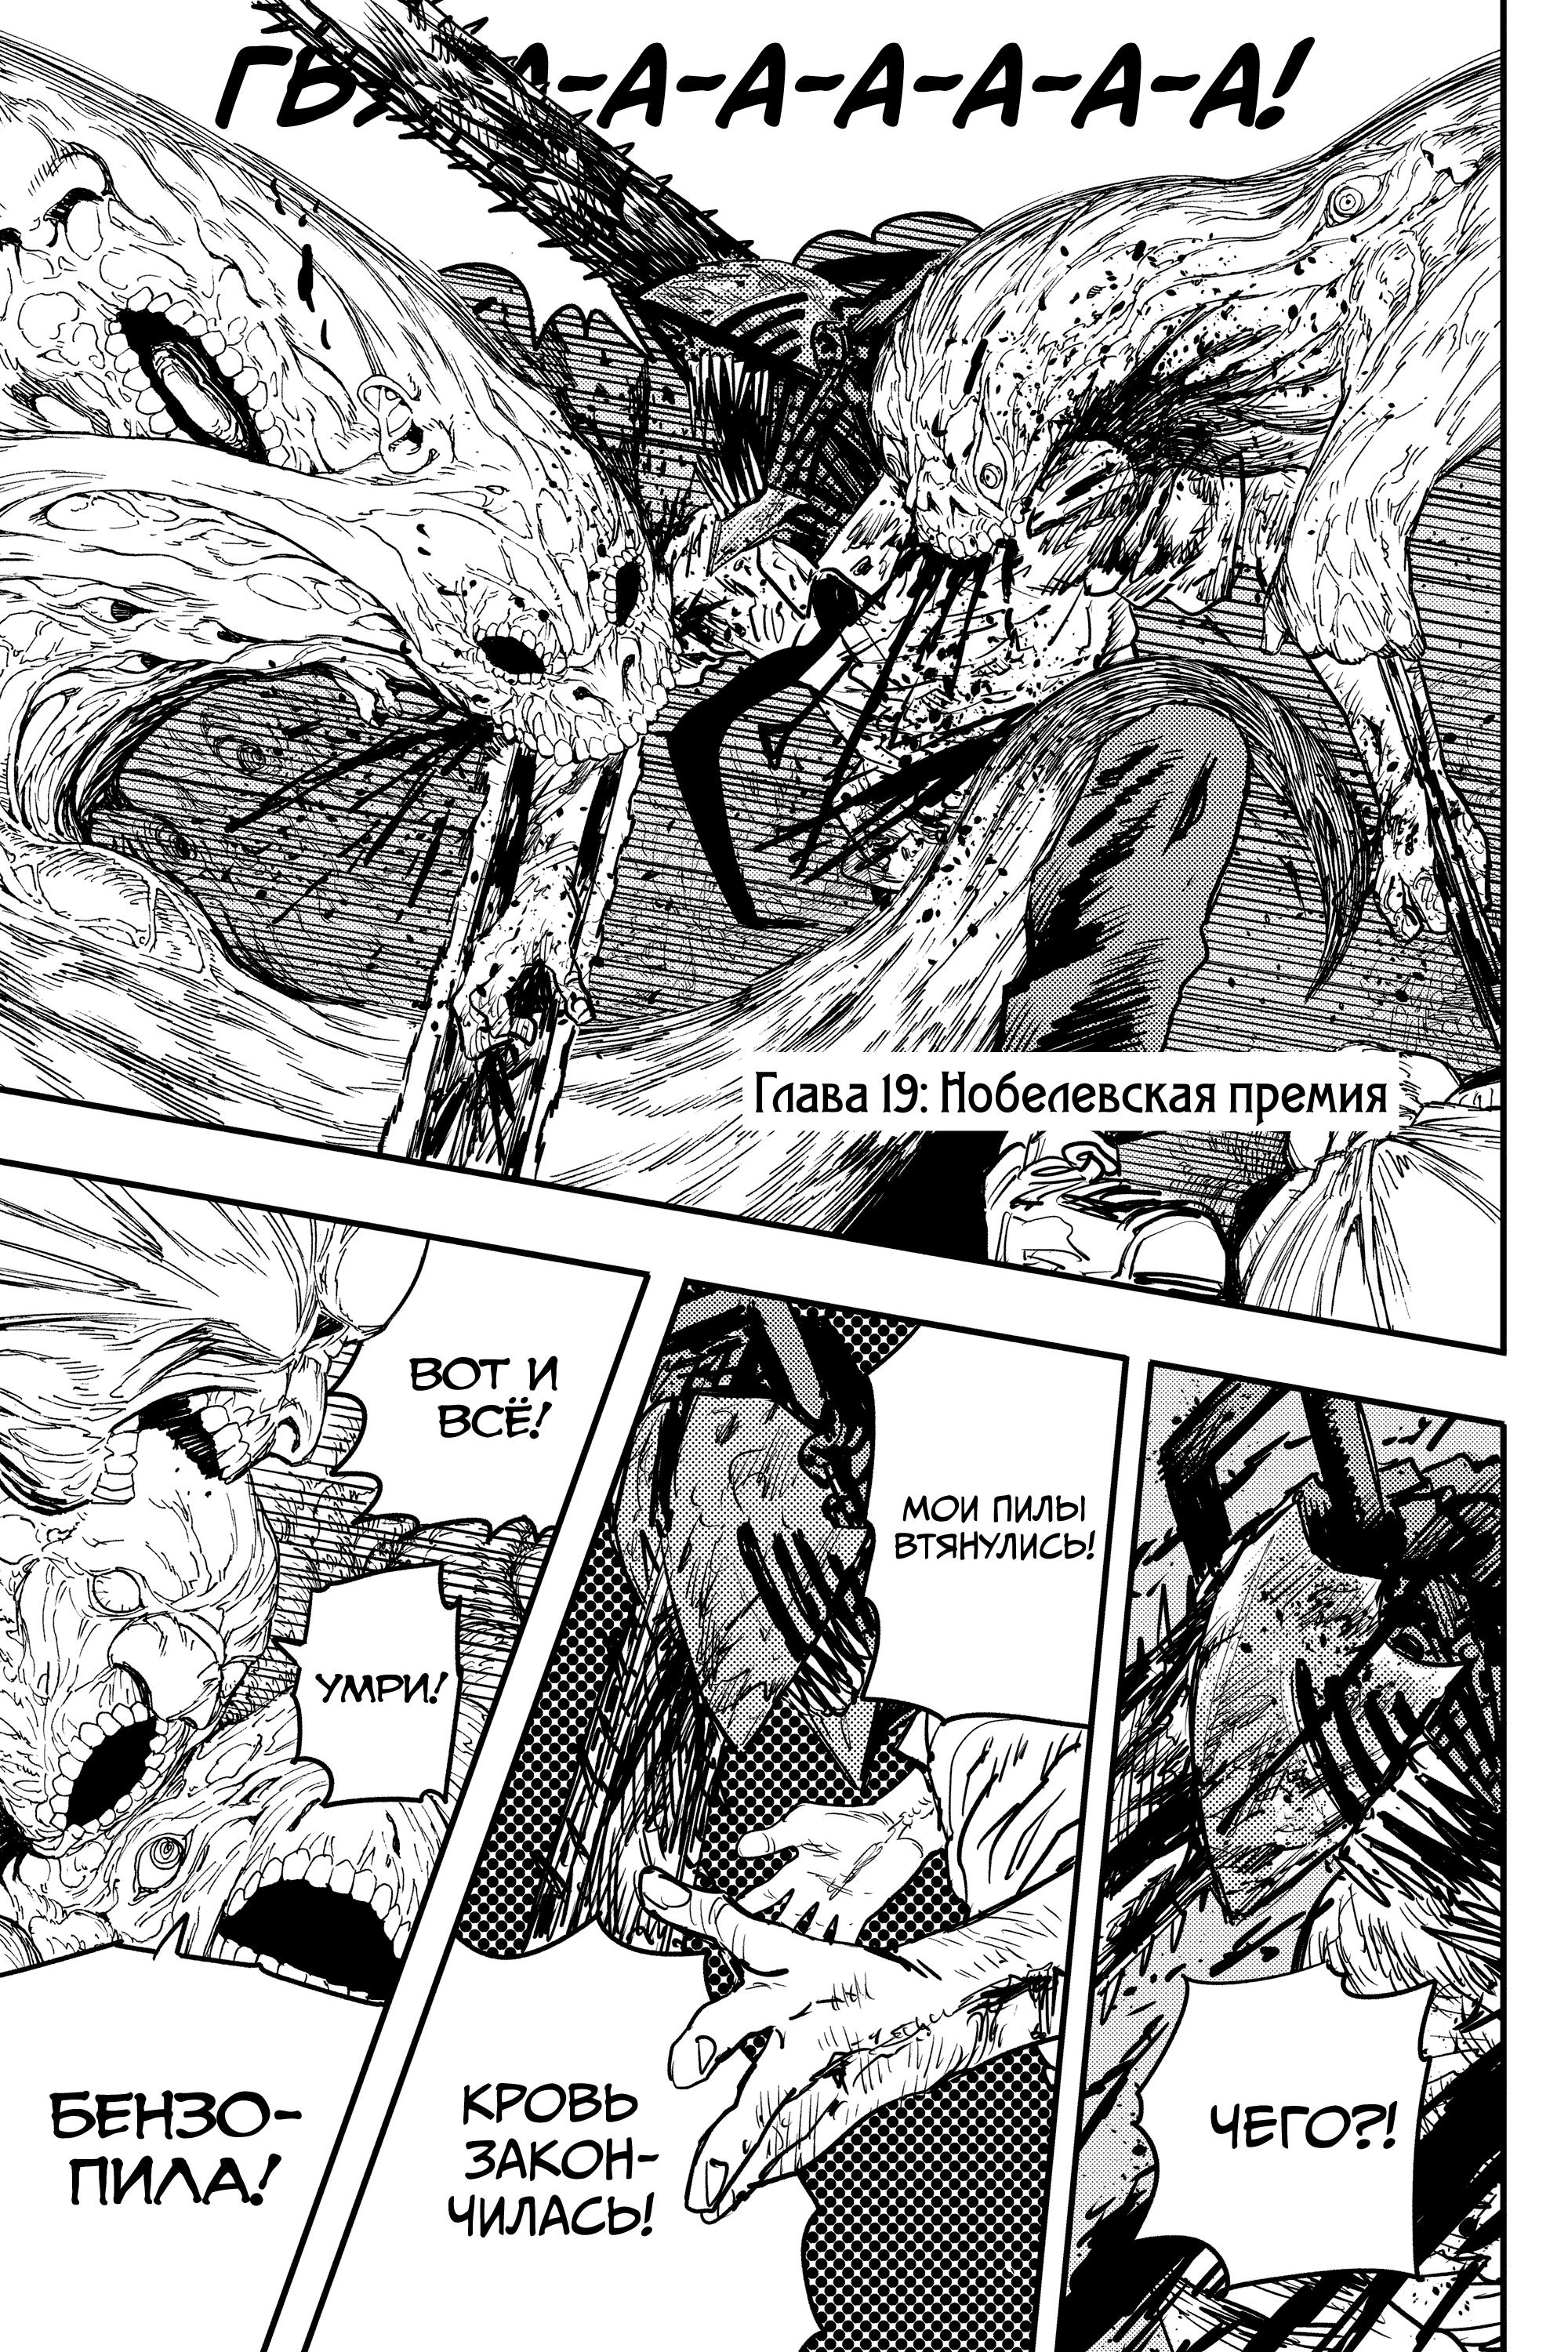 Глава 19: Нобелевская премия
ЧЕГО?!
МОИ ПИЛЫ
ВТЯНУЛИСЬ!
КРОВЬ
ЗАКОН-
ЧИЛАСЬ!
ВОТ И
ВСЁ!
УМРИ!
БЕНЗО-
ПИЛА!